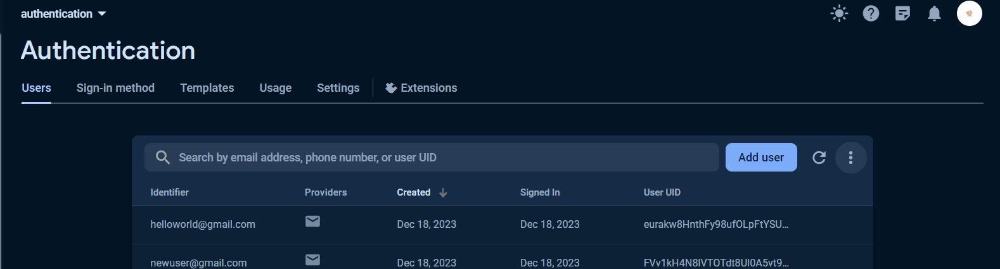 authentication
Authentication
Users Sign-in method Templates Usage Settings Extensions
Search by email address, phone number, or user UID Add user
Identifier Providers Created Signed In User UID
helloworld@gmail.com Dec 18, 2023 Dec 18, 2023 eurakw8HnthFy98ufOLpFtYSU...
newuser@gmail.com Dec 18, 2023 Dec 18, 2023 FVv1kH4N8lVTOTdt8Ul0A5vt9...